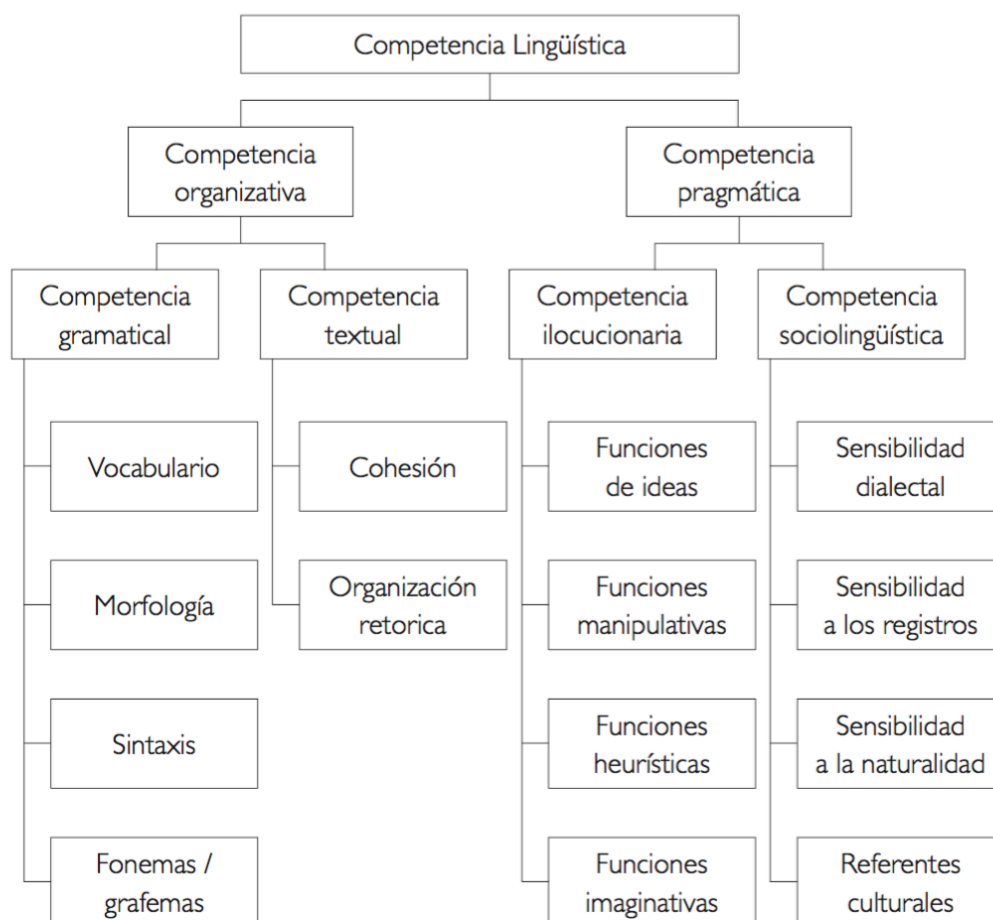 Competencia Lingüística
Competencia
organizativa
Competencia
pragmática
Competencia
gramatical
Competencia
textual
Competencia
ilocucionaria
Competencia
sociolingüística
Vocabulario
Cohesión
Funciones
de ideas
Sensibilidad
dialectal
Morfología
Organización
retorica
Funciones
manipulativas
Sensibilidad
a los registros
Sintaxis
Funciones
heurísticas
Sensibilidad
a la naturalidad
Fonemas /
grafemas
Funciones
imaginativas
Referentes
culturales